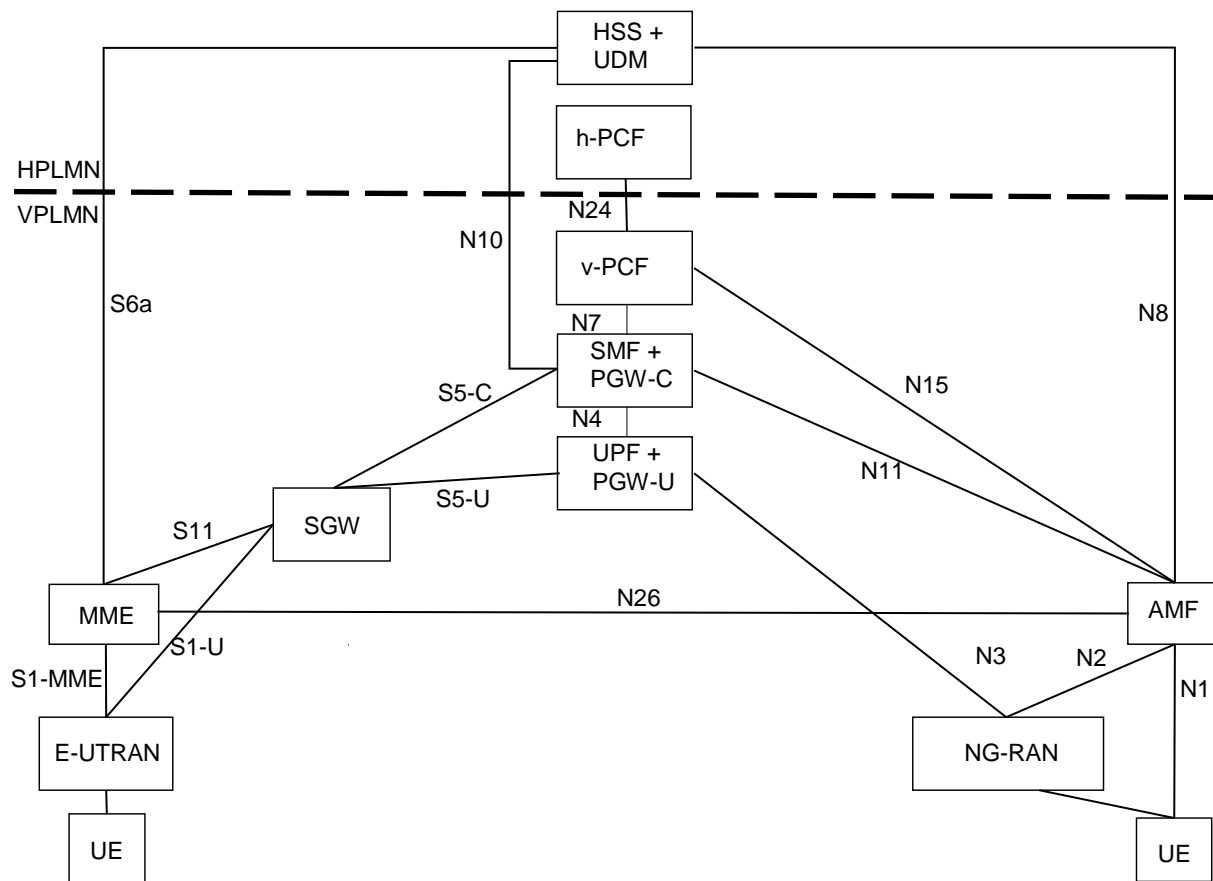 HSS +
UDM
h-PCF
HPLMN
VPLMN
N24
N10
v-PCF
S6a
N8
N7
SMF +
PGW-C
N15
S5-C
N4
UPF +
PGW-U
N11
S5-U
SGW
S11
MME
N26
AMF
S1-U
S1-MME
N3
N2
N1
E-UTRAN
NG-RAN
UE
UE